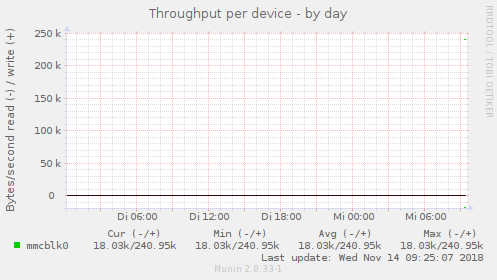 Throughput per device - by day
RRDTOOL / TOBI OETIKER
Bytes/second read (-) / write (+)
250 k
200 k
150 k
100 k
50 k
0
Di 06:00 Di 12:00 Di 18:00 Mi 00:00 Mi 06:00
Cur (-/+) Min (-/+) Avg (-/+) Max (-/+)
mmcblk0 18.03k/240.95k 18.03k/240.95k 18.03k/240.95k 18.03k/240.95k
Last update: Wed Nov 14 09:25:07 2018
Munin 2.0.33-1